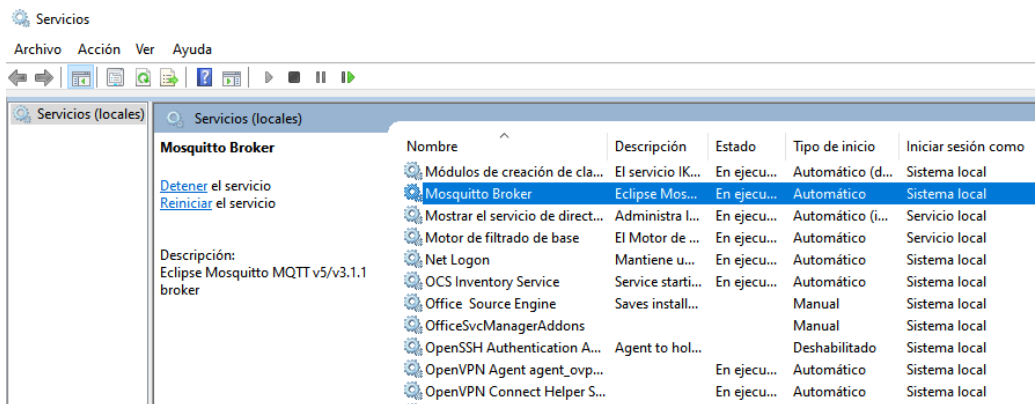 Servicios
Archivo Acción Ver Ayuda
Servicios (locales)
Servicios (locales)
Mosquitto Broker
Detener el servicio
Reiniciar el servicio
Descripción:
Eclipse Mosquitto MQTT v5/v3.1.1
broker
Nombre Descripción Estado Tipo de inicio Iniciar sesión como
Módulos de creación de cla... El servicio IK... En ejecu... Automático (d... Sistema local
Mosquitto Broker Eclipse Mos... En ejecu... Automático Sistema local
Mostrar el servicio de direct... Administra l... En ejecu... Automático (i... Servicio local
Motor de filtrado de base El Motor de ... En ejecu... Automático Servicio local
Net Logon Mantiene u... En ejecu... Automático Sistema local
OCS Inventory Service Service starti... En ejecu... Automático Sistema local
Office Source Engine Saves install... Manual Sistema local
OfficeSvcManagerAddons Manual Sistema local
OpenSSH Authentication A... Agent to hol... Deshabilitado Sistema local
OpenVPN Agent agent_ovp... En ejecu... Automático Sistema local
OpenVPN Connect Helper S... En ejecu... Automático Sistema local